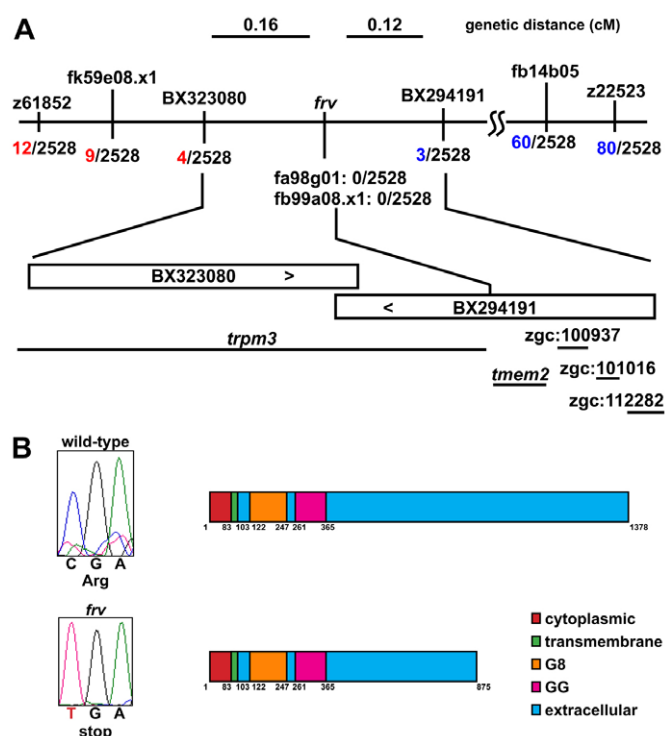 A
0.16
0.12
genetic distance (cM)
z61852
fk59e08.x1
BX323080
frv
BX294191
fb14b05
z22523
12/2528
9/2528
4/2528
3/2528
60/2528
80/2528
fa98g01: 0/2528
fb99a08.x1: 0/2528
BX323080 >
< BX294191
trpm3
tmem2
zgc:100937
zgc:101016
zgc:112282
B
wild-type
C G A
Arg
1 83 103 122 247 261 365 1378
frv
T G A
stop
1 83 103 122 247 261 365 875
cytoplasmic
transmembrane
G8
GG
extracellular